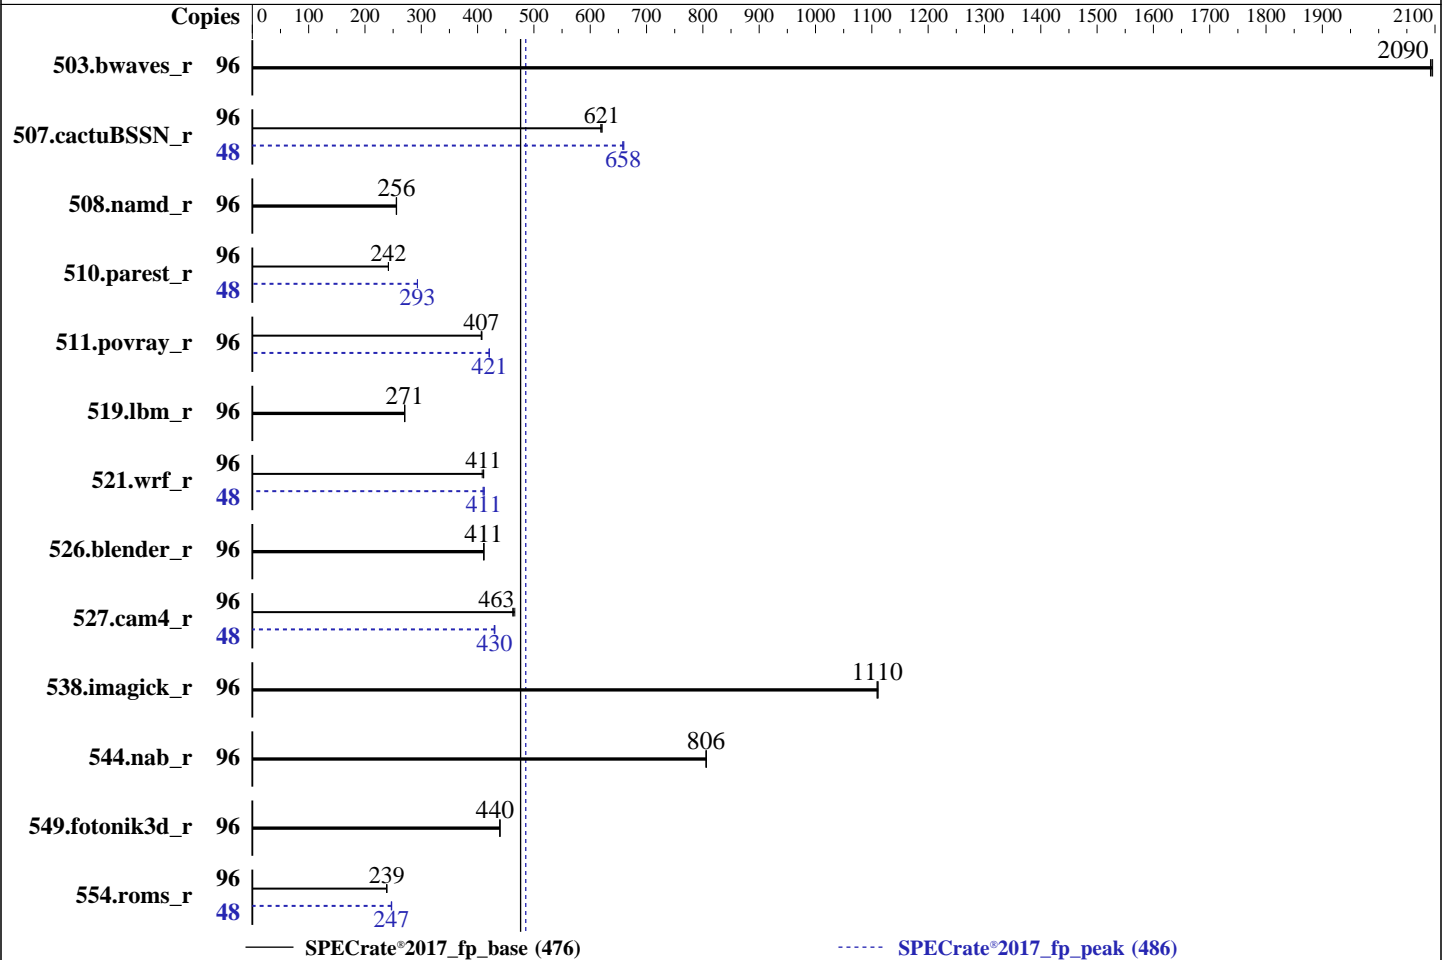 Copies 0 100 200 300 400 500 600 700 800 900 1000 1100 1200 1300 1400 1500 1600 1700 1800 1900 2100
2090
503.bwaves_r 96
96 621
507.cactuBSSN_r
48 658
256
508.namd_r 96
96 242
510.parest_r
48 293
407
511.povray_r 96
421
271
519.lbm_r 96
96 411
521.wrf_r
48 411
411
526.blender_r 96
96 463
527.cam4_r
48 430
1110
538.imagick_r 96
806
544.nab_r 96
440
549.fotonik3d_r 96
96 239
554.roms_r
48 247
SPECrate®2017_fp_base (476) SPECrate®2017_fp_peak (486)